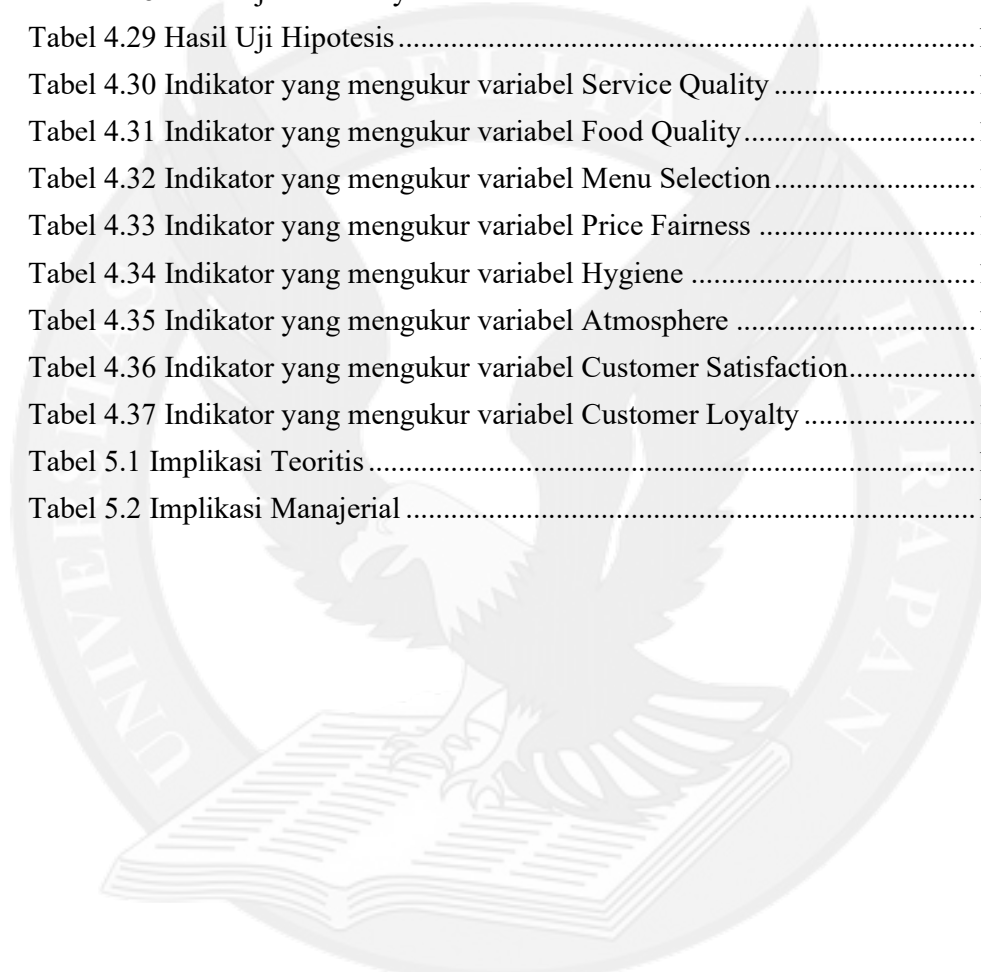 Tabel 4.29 Hasil Uji Hipotesis
Tabel 4.30 Indikator yang mengukur variabel Service Quality
Tabel 4.31 Indikator yang mengukur variabel Food Quality
Tabel 4.32 Indikator yang mengukur variabel Menu Selection
Tabel 4.33 Indikator yang mengukur variabel Price Fairness
Tabel 4.34 Indikator yang mengukur variabel Hygiene
Tabel 4.35 Indikator yang mengukur variabel Atmosphere
Tabel 4.36 Indikator yang mengukur variabel Customer Satisfaction
Tabel 4.37 Indikator yang mengukur variabel Customer Loyalty
Tabel 5.1 Implikasi Teoritis
Tabel 5.2 Implikasi Manajerial
UNIVERSITAS
PELITA
HARAPAN